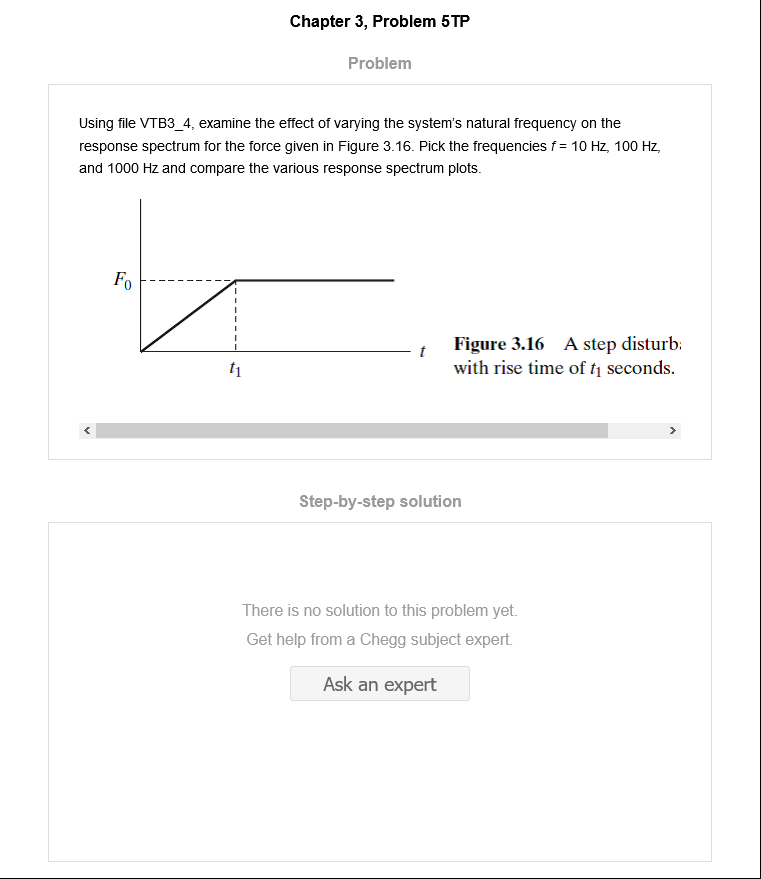 Chapter 3, Problem 5TP
Problem
Using file VTB3_4, examine the effect of varying the system's natural frequency on the
response spectrum for the force given in Figure 3.16. Pick the frequencies f = 10 Hz, 100 Hz,
and 1000 Hz and compare the various response spectrum plots.
F0
t
t1
Figure 3.16 A step disturb
with rise time of t1 seconds.
Step-by-step solution
There is no solution to this problem yet.
Get help from a Chegg subject expert.
Ask an expert